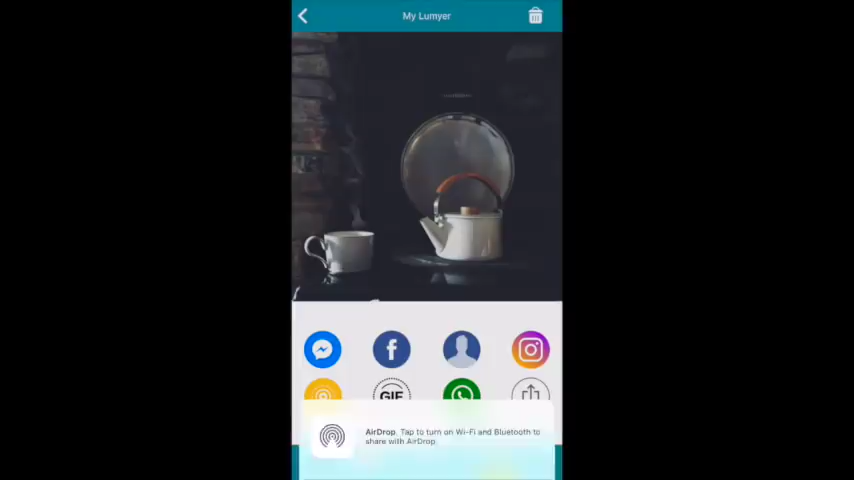 My Lumyer
GIF
AirDrop. Tap to turn on Wi-Fi and Bluetooth to
share with AirDrop.